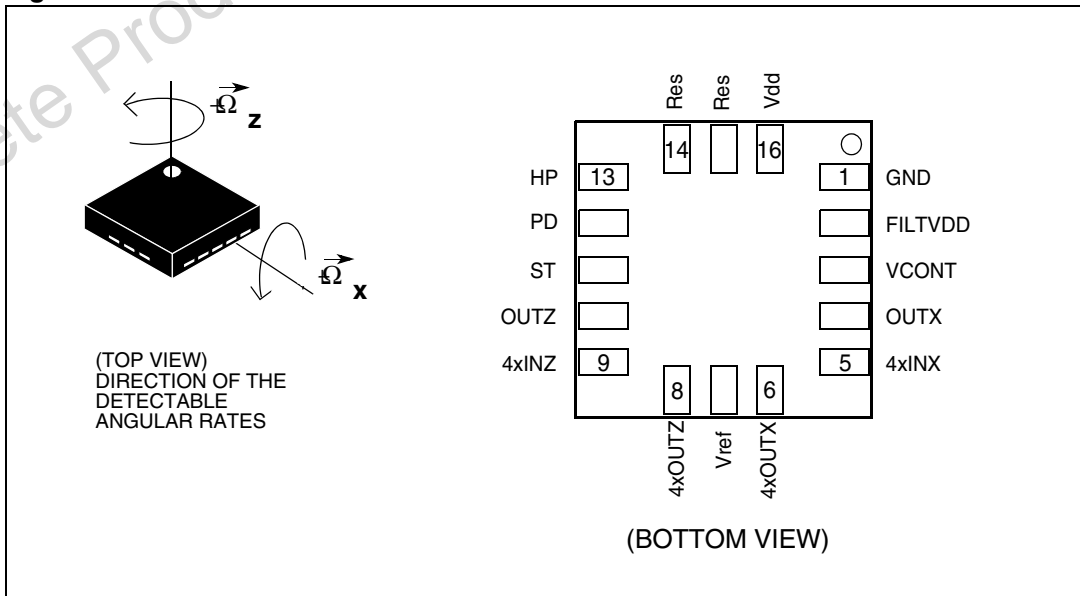 +Ω z
+Ω x
(TOP VIEW)
DIRECTION OF THE
DETECTABLE
ANGULAR RATES
Res Res Vdd
14 16
HP 13 1 GND
PD FILTVDD
ST VCONT
OUTZ OUTX
4xINZ 9 5 4xINX
8 6
4xOUTZ Vref 4xOUTX
(BOTTOM VIEW)